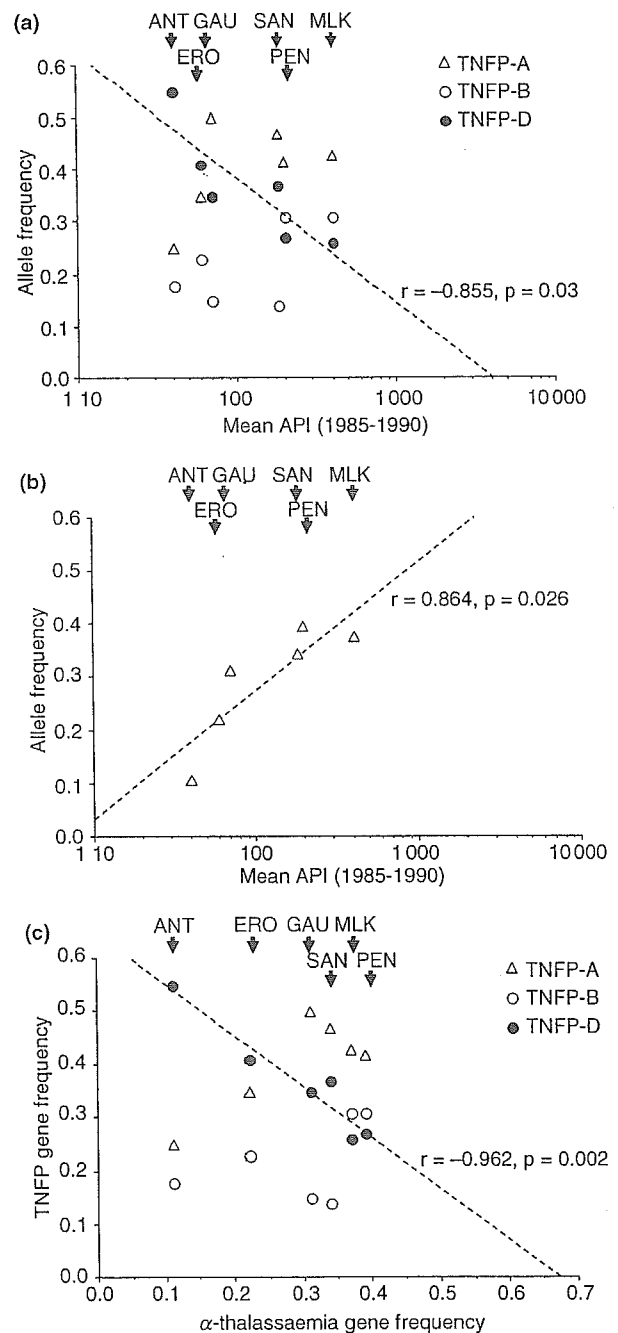 (a)
ANT GAU SAN MLK
ERO PEN
△ TNFP-A
○ TNFP-B
● TNFP-D
0.6
0.5
0.4
0.3
0.2
0.1
0.0
Allele frequency
r = –0.855, p = 0.03
1 10 100 1 000 10 000
Mean API (1985-1990)
(b)
ANT GAU SAN MLK
ERO PEN
0.6
0.5
0.4
0.3
0.2
0.1
0.0
Allele frequency
r = 0.864, p = 0.026
1 10 100 1 000 10 000
Mean API (1985-1990)
(c)
ANT ERO GAU MLK
SAN PEN
△ TNFP-A
○ TNFP-B
● TNFP-D
0.6
0.5
0.4
0.3
0.2
0.1
0.0
TNFP gene frequency
r = –0.962, p = 0.002
0.0 0.1 0.2 0.3 0.4 0.5 0.6 0.7
α-thalassaemia gene frequency